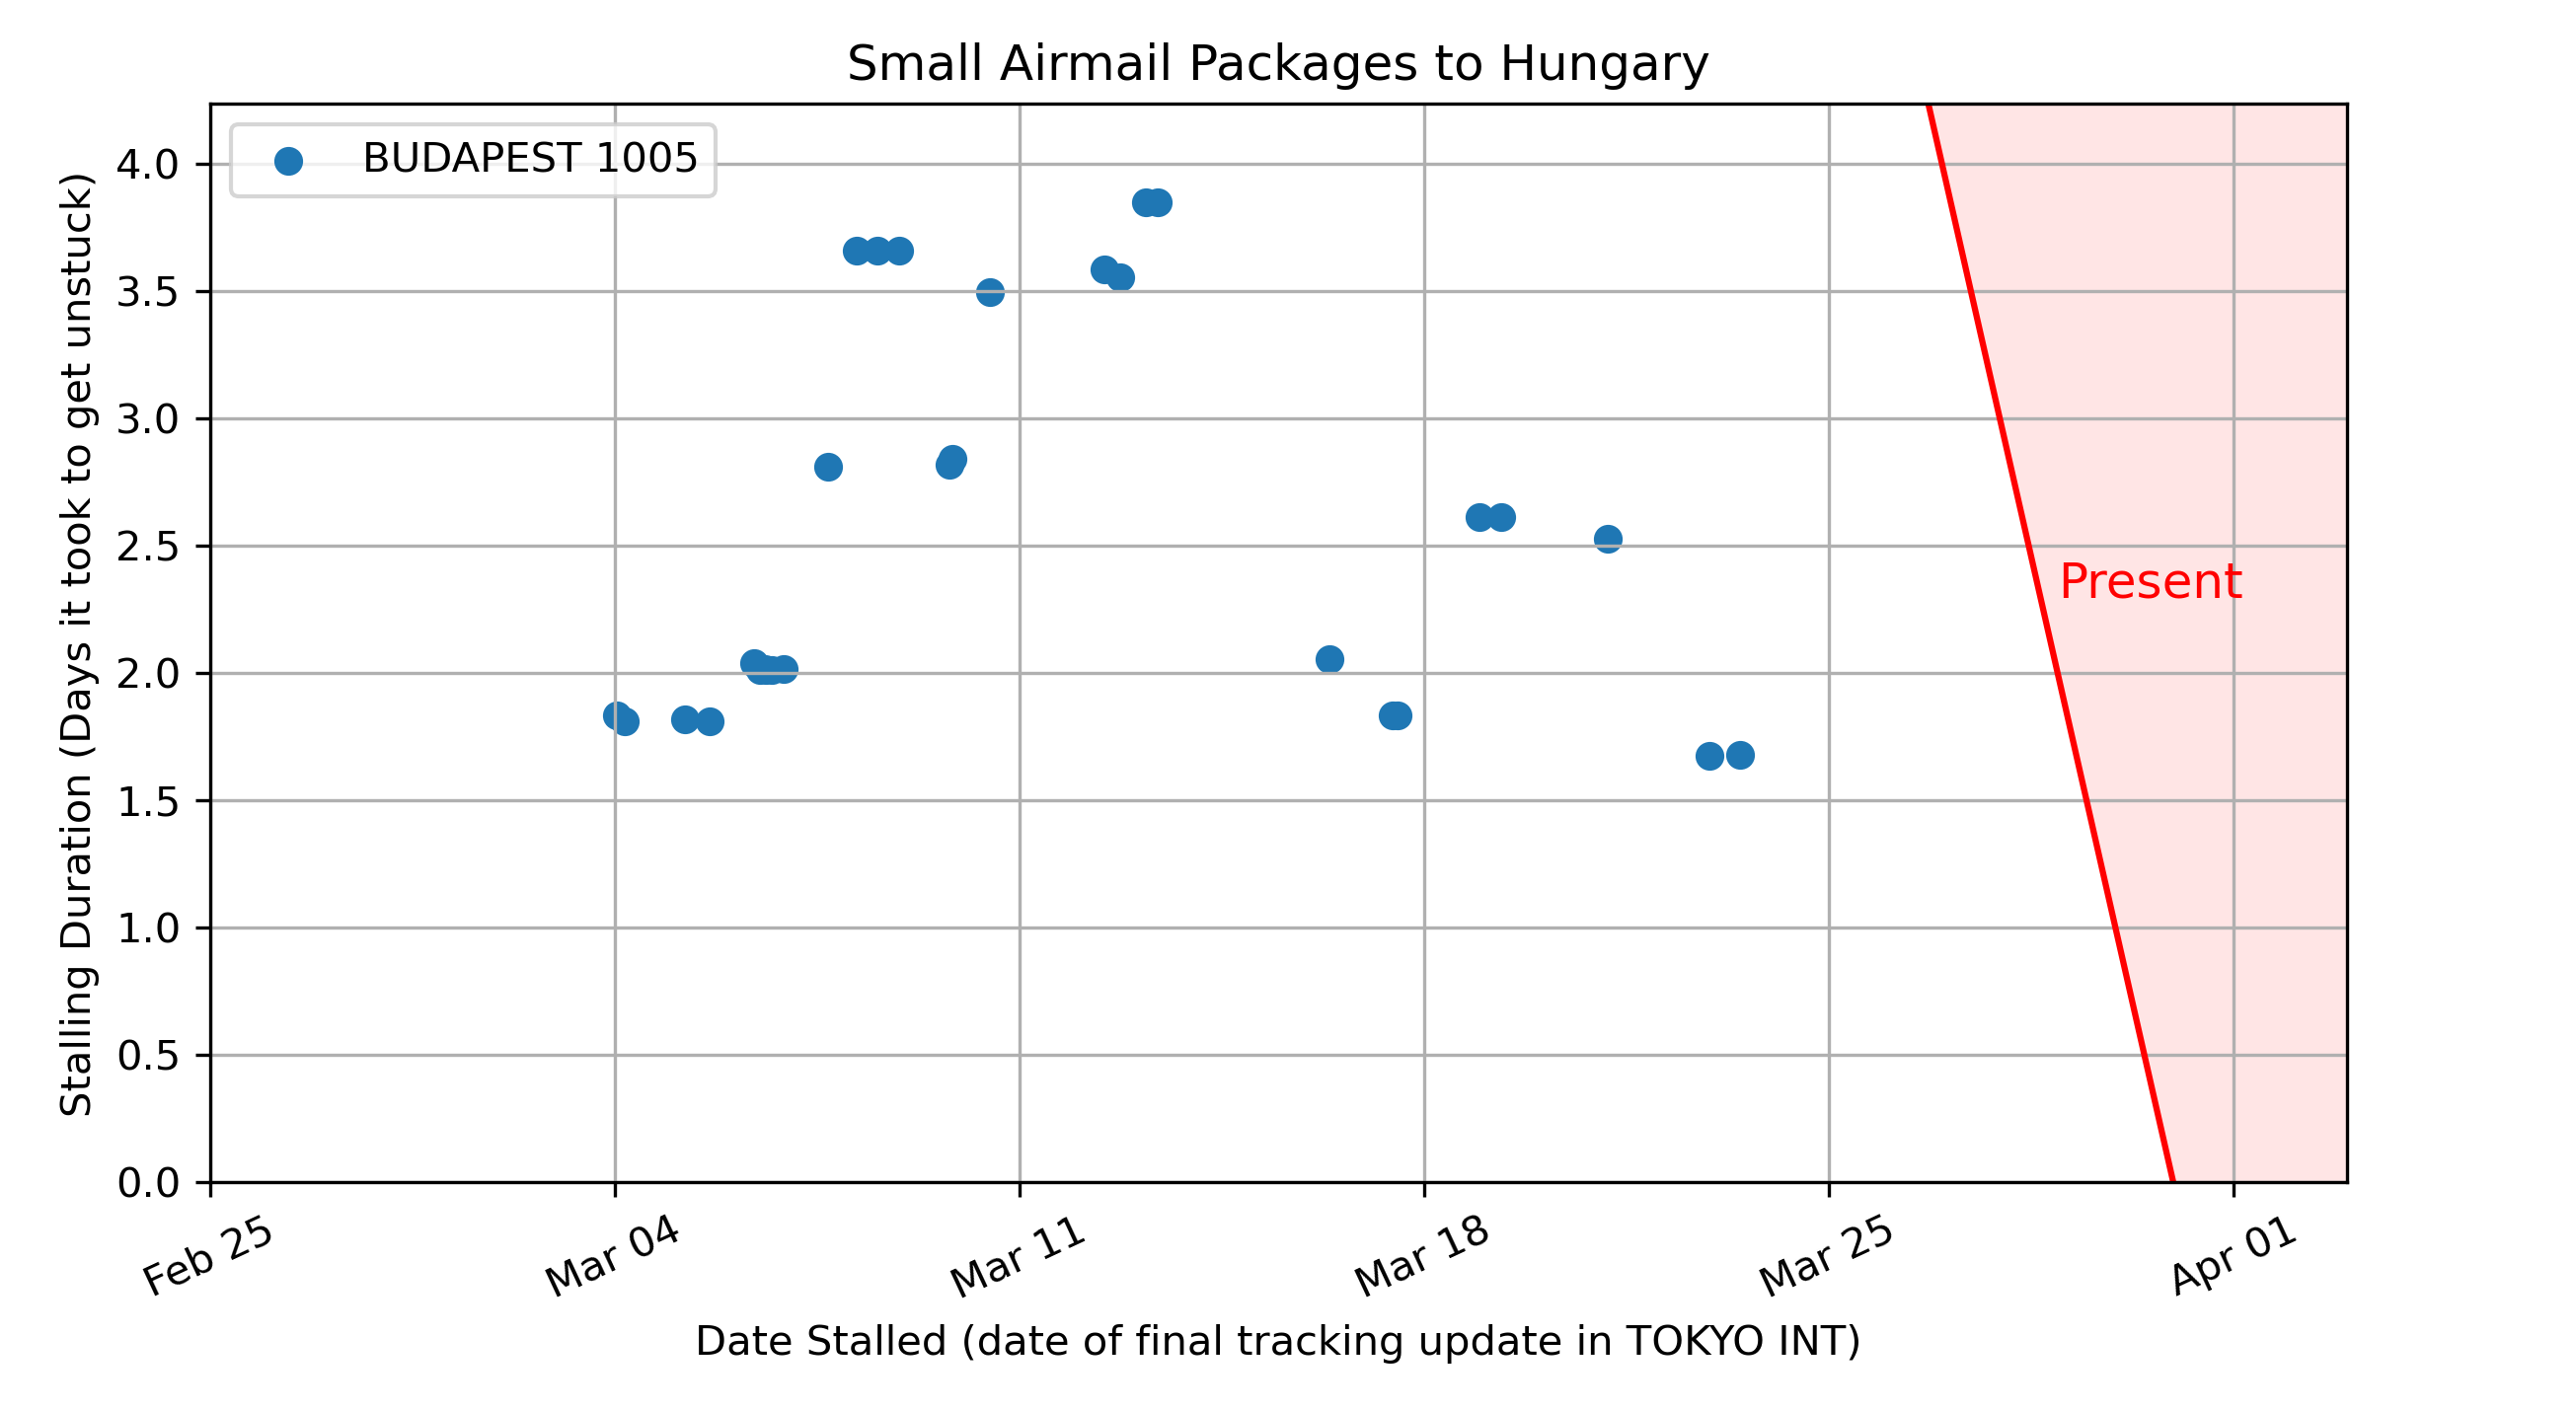 Small Airmail Packages to Hungary
BUDAPEST 1005
Stalling Duration (Days it took to get unstuck)
4.0
3.5
3.0
2.5
2.0
1.5
1.0
0.5
0.0
Present
Feb 25
Mar 04
Mar 11
Mar 18
Mar 25
Apr 01
Date Stalled (date of final tracking update in TOKYO INT)